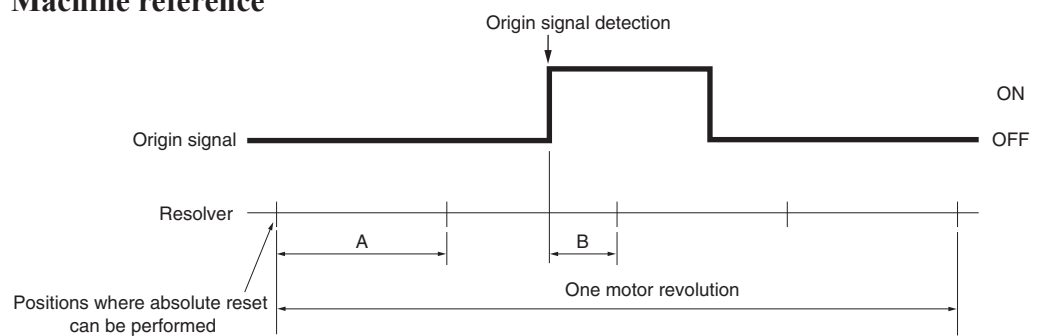 Machine reference
Origin signal detection
ON
Origin signal
OFF
Resolver
A
B
One motor revolution
Positions where absolute reset
can be performed